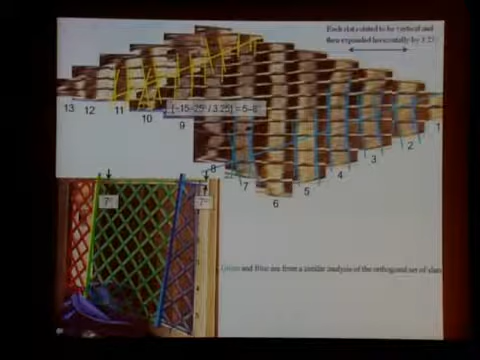 Each slat rotated to be vertical and
then expanded horizontally by 3.25
13 12 11 10 9 8 7 6 5 4 3 2 1
[~15–25° / 3.25] = 5–8°
7°
7°
Green and Blue are from a similar analysis of the orthogonal set of slats